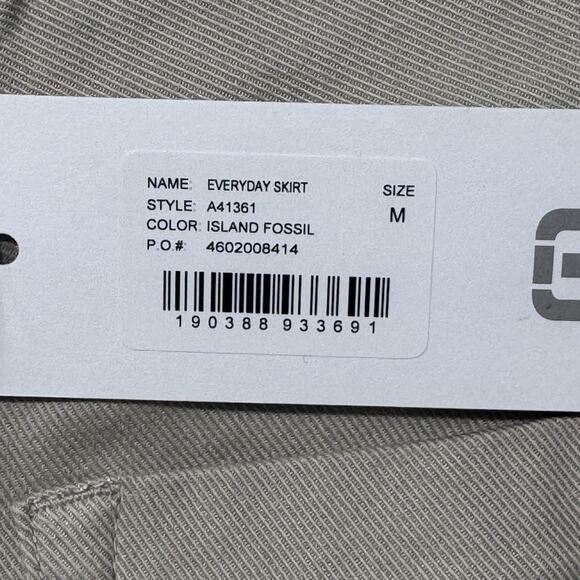 NAME: EVERYDAY SKIRT
SIZE
STYLE: A41361
M
COLOR: ISLAND FOSSIL
P.O.#: 4602008414
190388 933691